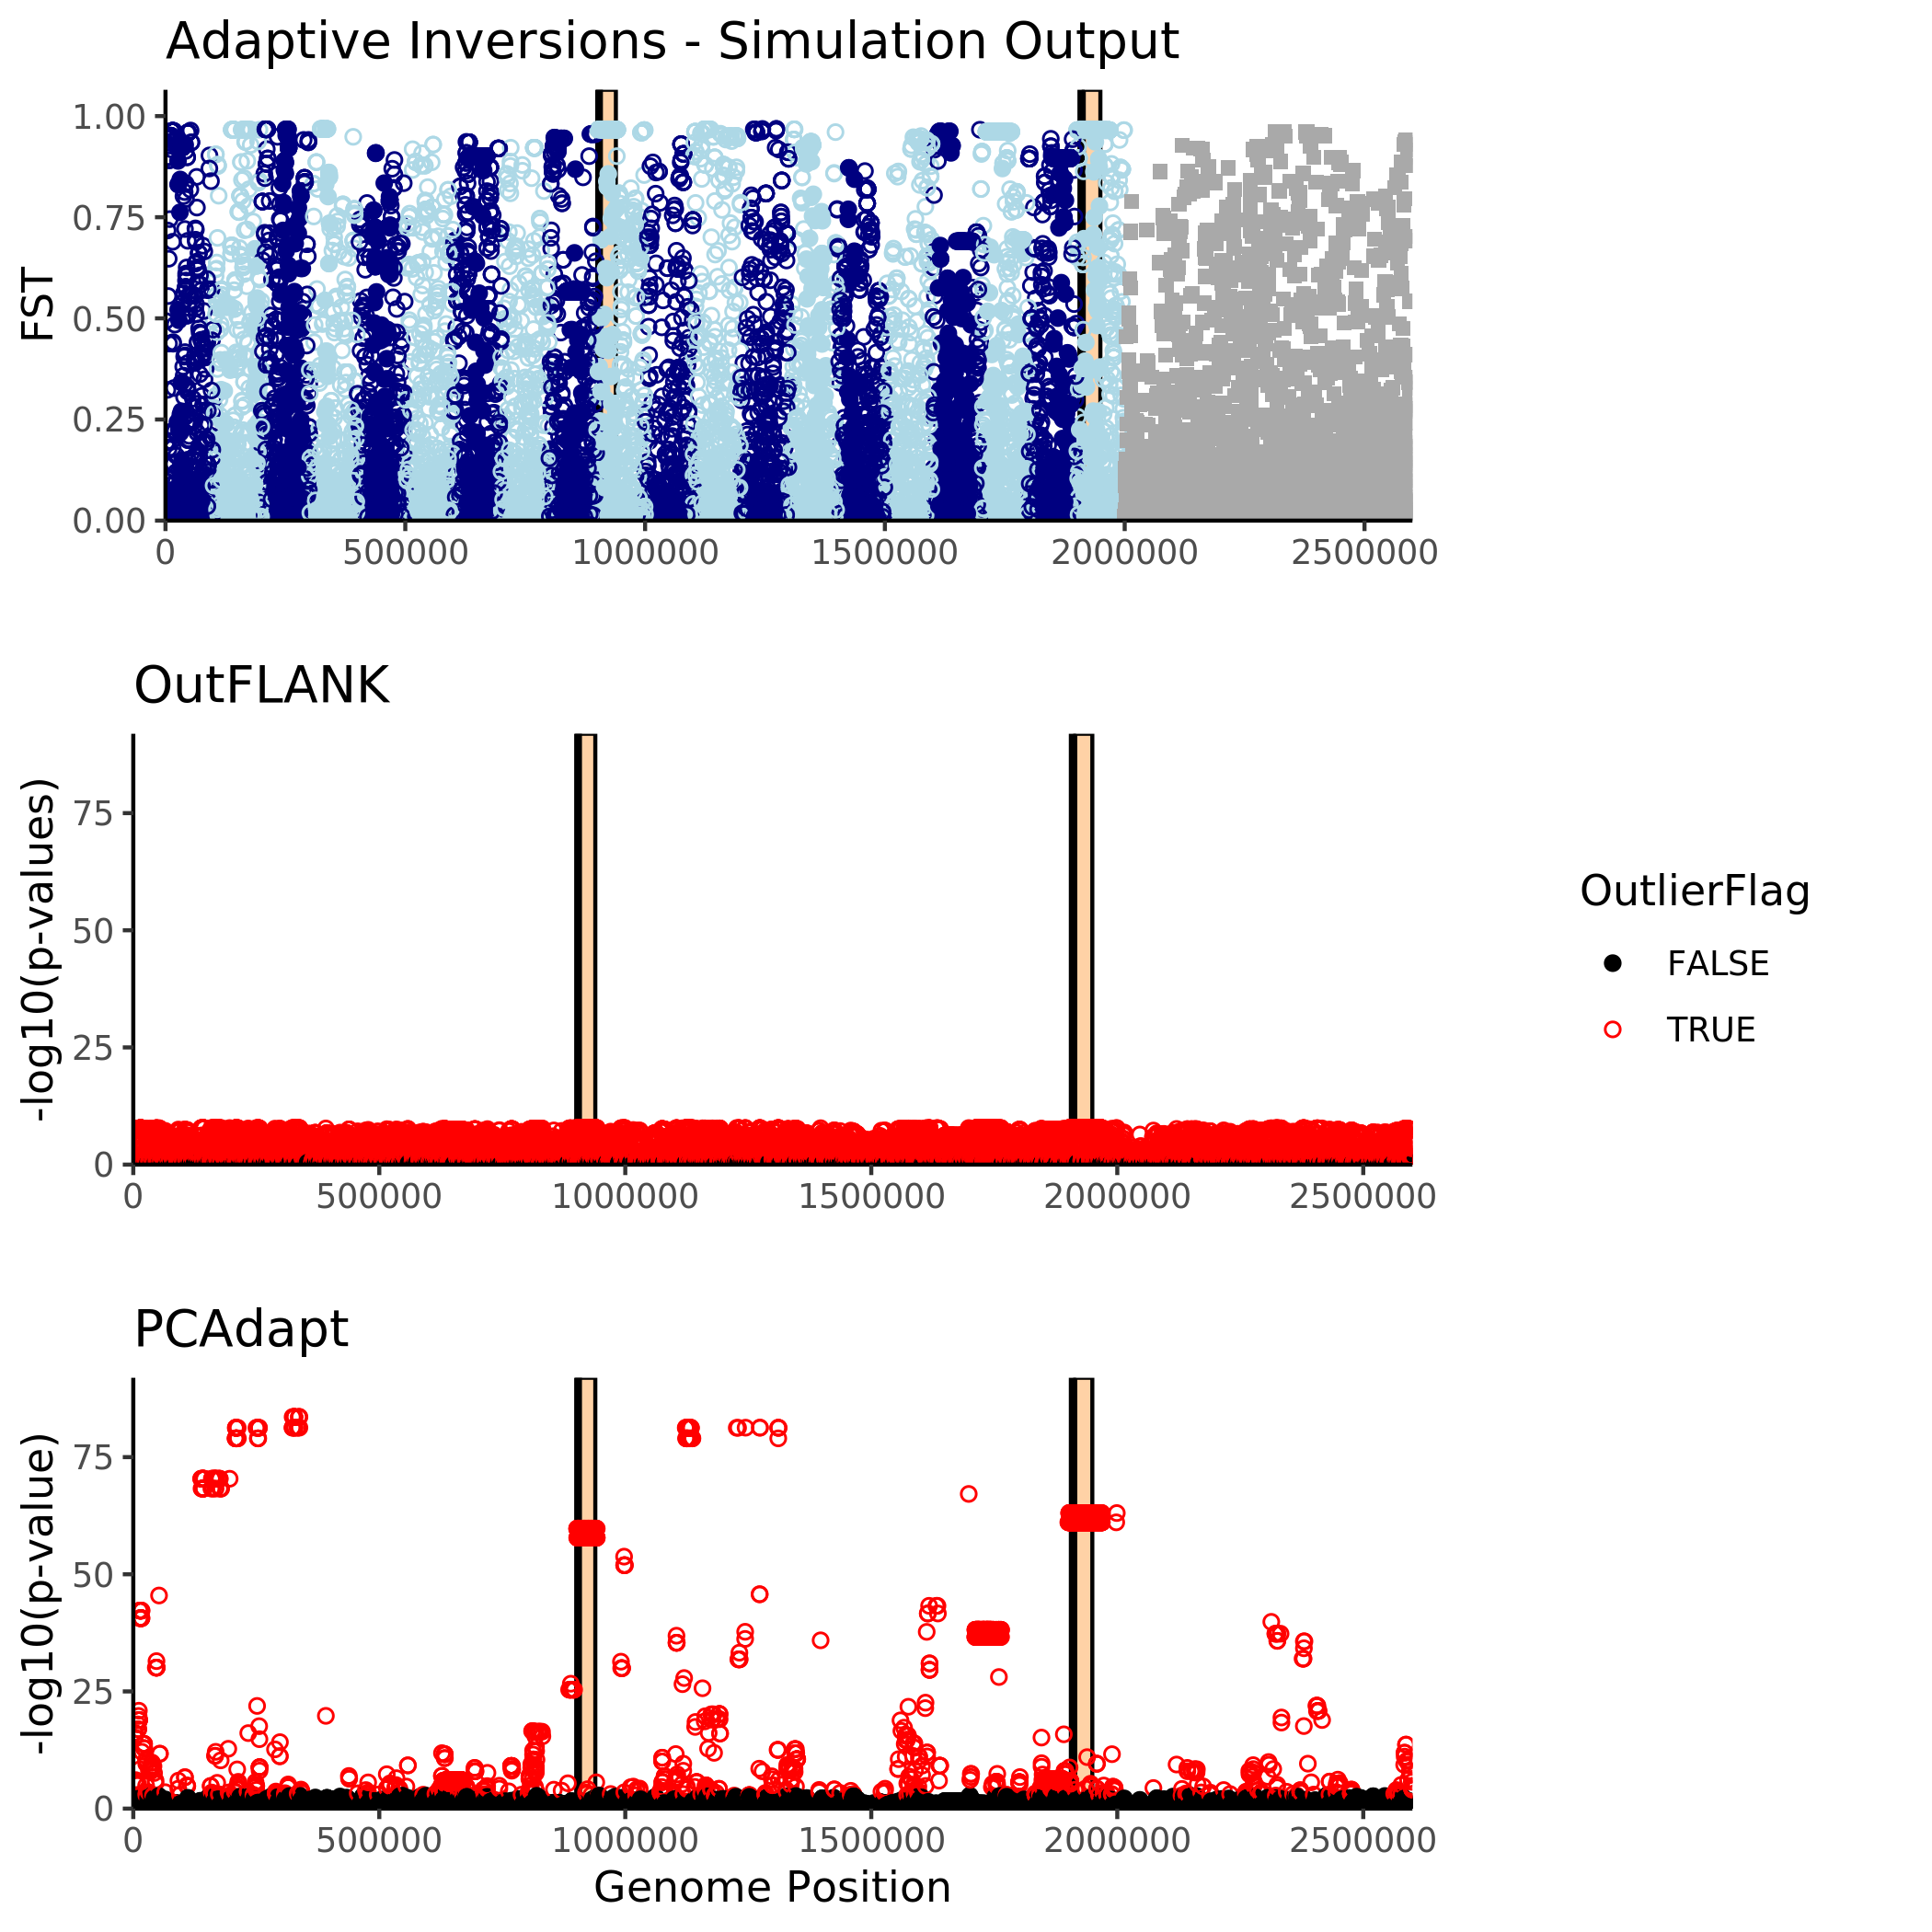 Adaptive Inversions - Simulation Output
FST
1.00
0.75
0.50
0.25
0.00
0 500000 1000000 1500000 2000000 2500000
OutFLANK
-log10(p-values)
75
50
25
0
0 500000 1000000 1500000 2000000 2500000
OutlierFlag
FALSE
TRUE
PCAdapt
-log10(p-value)
75
50
25
0
0 500000 1000000 1500000 2000000 2500000
Genome Position